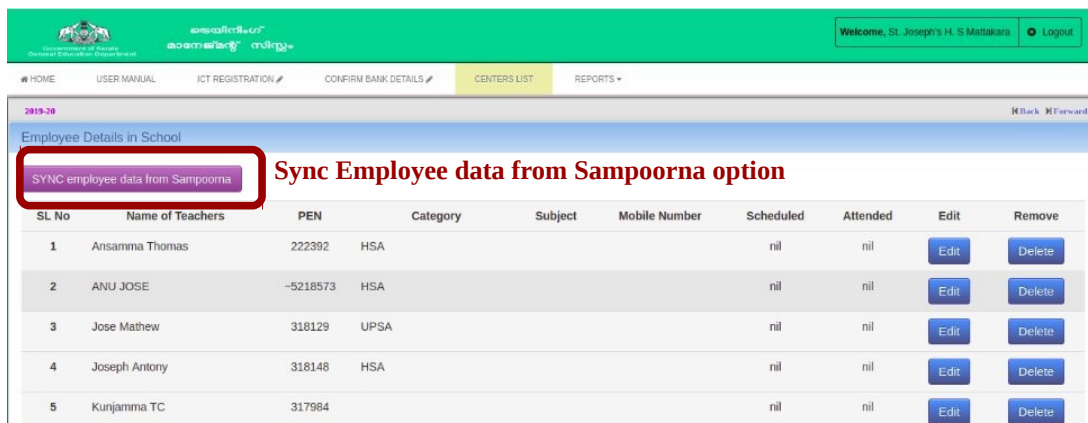 ട്രെയിനിംഗ്
മാനേജ്മന്റ് സിസ്റ്റം
Government of Kerala
General Education Department
Welcome, St. Joseph's H. S Mattakara Logout
HOME USER MANUAL ICT REGISTRATION CONFIRM BANK DETAILS CENTERS LIST REPORTS
2019-20 Back Forward
Employee Details in School
SYNC employee data from Sampoorna Sync Employee data from Sampoorna option
SL No Name of Teachers PEN Category Subject Mobile Number Scheduled Attended Edit Remove
1 Ansamma Thomas 222392 HSA nil nil Edit Delete
2 ANU JOSE ~5218573 HSA nil nil Edit Delete
3 Jose Mathew 318129 UPSA nil nil Edit Delete
4 Joseph Antony 318148 HSA nil nil Edit Delete
5 Kunjamma TC 317984 nil nil Edit Delete